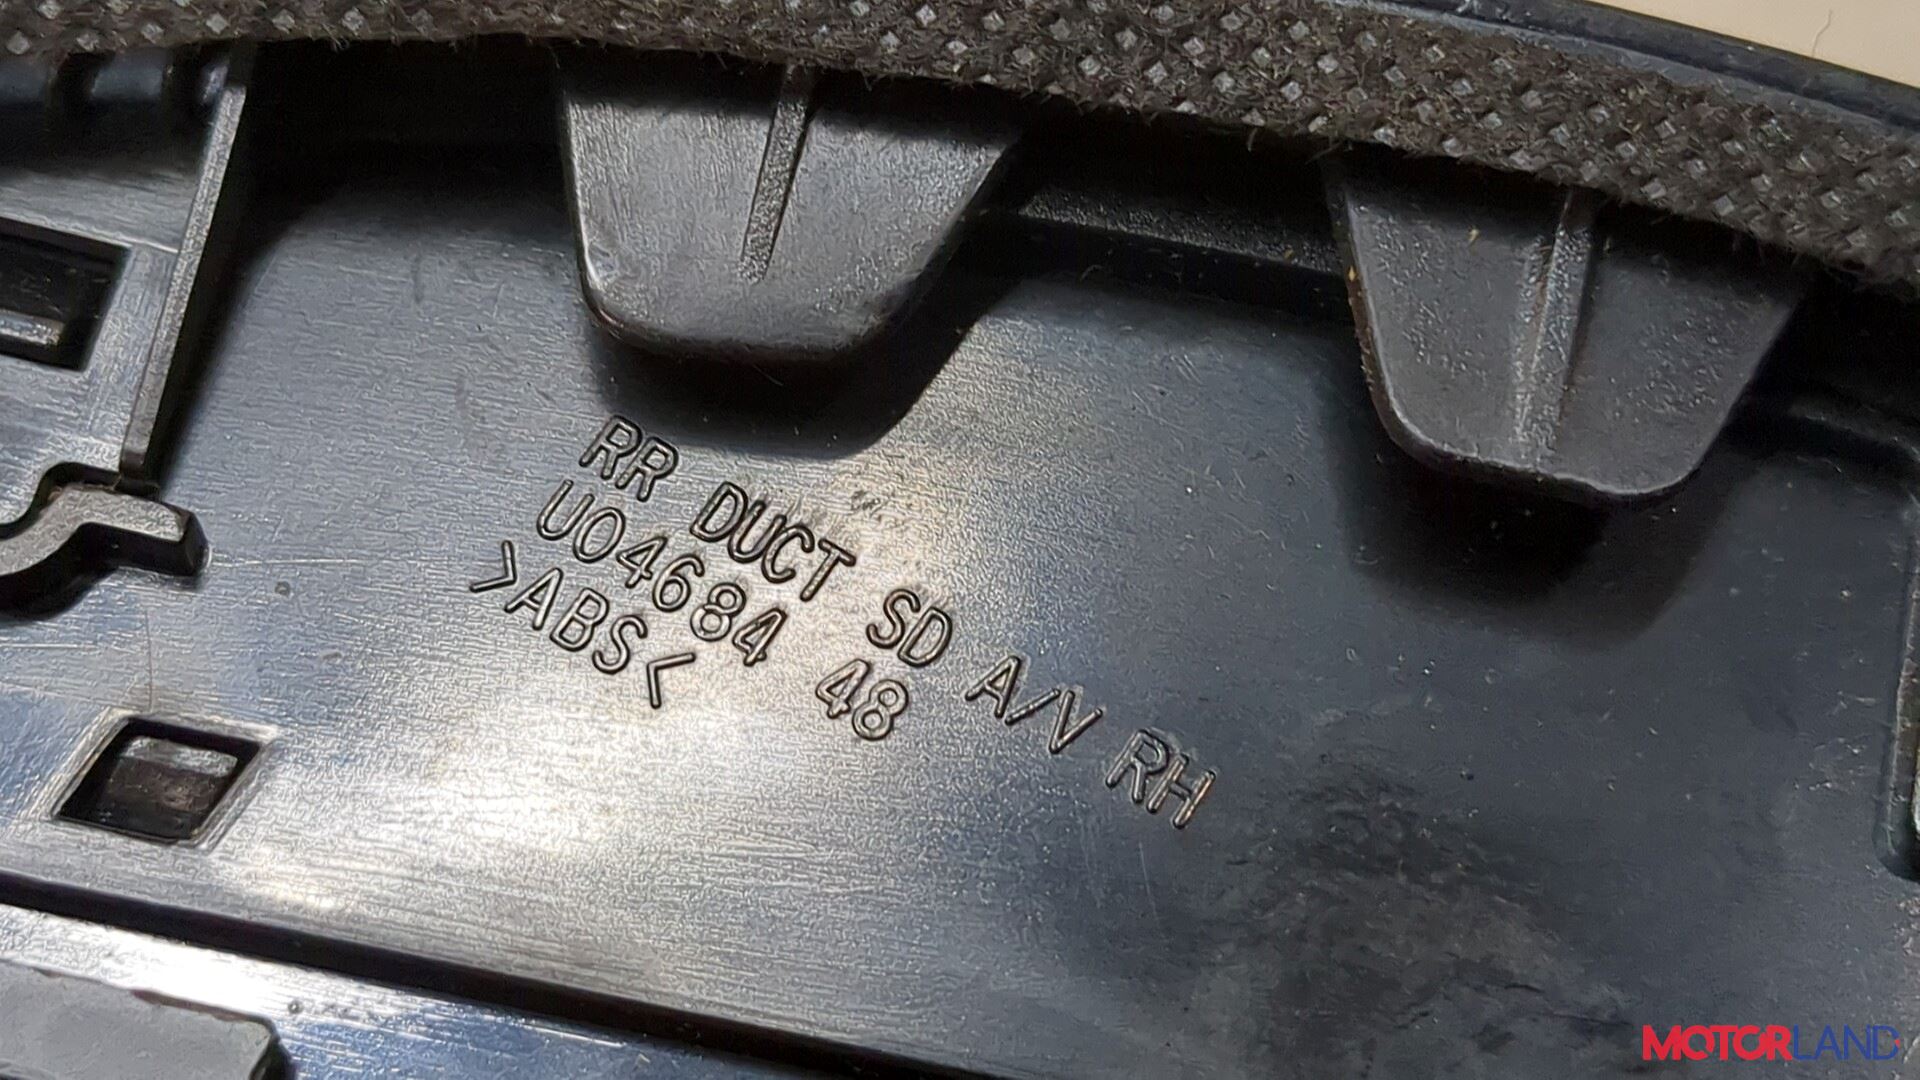 RR DUCT SD A/V RH
U04684 48
>ABS<
MOTORLAND